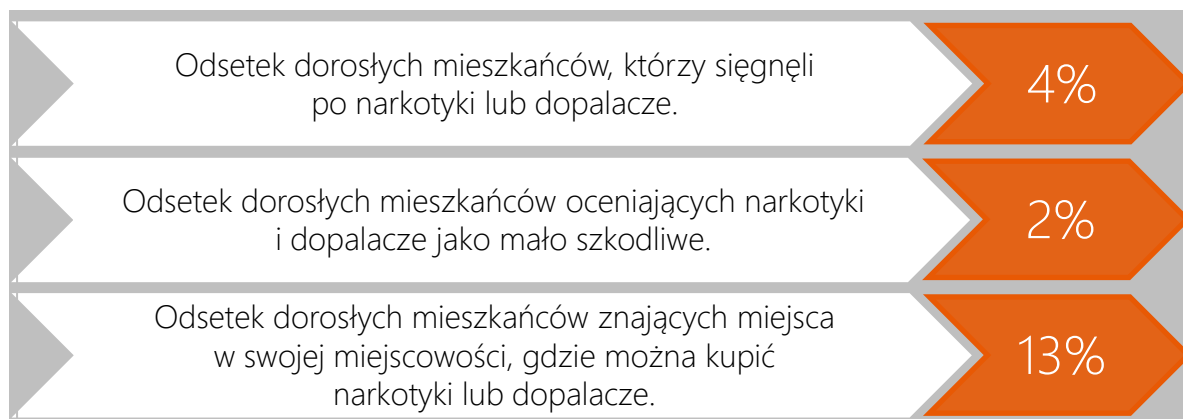 Odsetek dorosłych mieszkańców, którzy sięgnęli
po narkotyki lub dopalacze.
4%
Odsetek dorosłych mieszkańców oceniających narkotyki
i dopalacze jako mało szkodliwe.
2%
Odsetek dorosłych mieszkańców znających miejsca
w swojej miejscowości, gdzie można kupić
narkotyki lub dopalacze.
13%